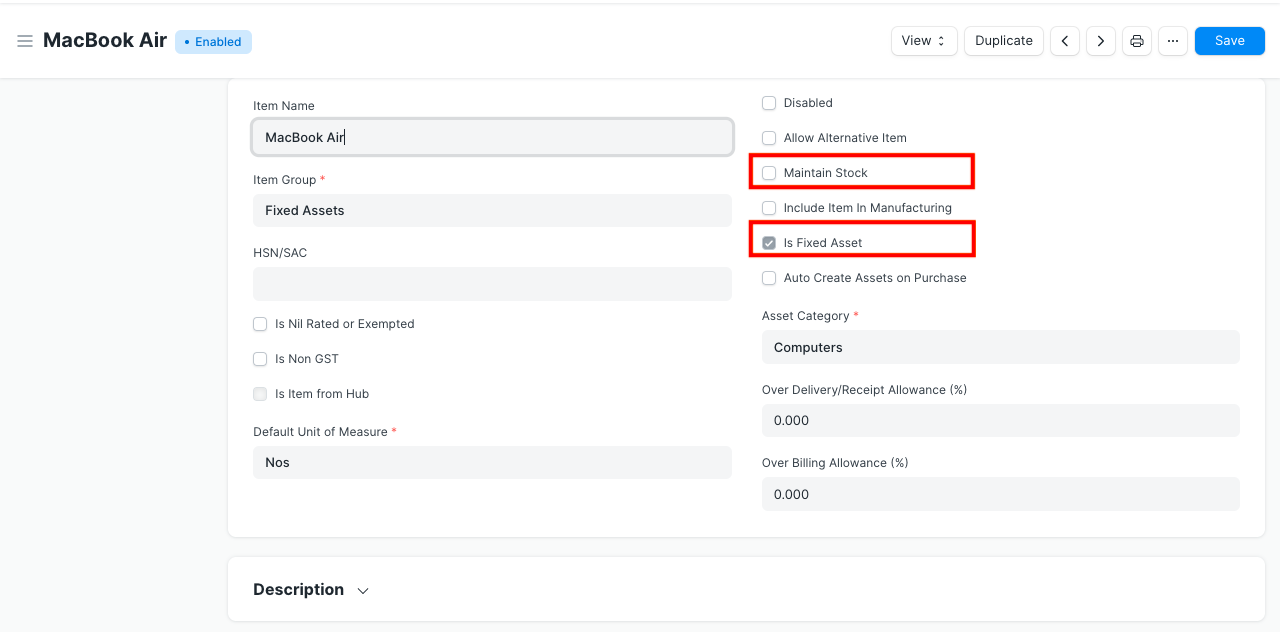 MacBook Air • Enabled View Duplicate ... Save
Item Name
MacBook Air
Item Group *
Fixed Assets
HSN/SAC
Is Nil Rated or Exempted
Is Non GST
Is Item from Hub
Default Unit of Measure *
Nos
Disabled
Allow Alternative Item
Maintain Stock
Include Item In Manufacturing
Is Fixed Asset
Auto Create Assets on Purchase
Asset Category *
Computers
Over Delivery/Receipt Allowance (%)
0.000
Over Billing Allowance (%)
0.000
Description